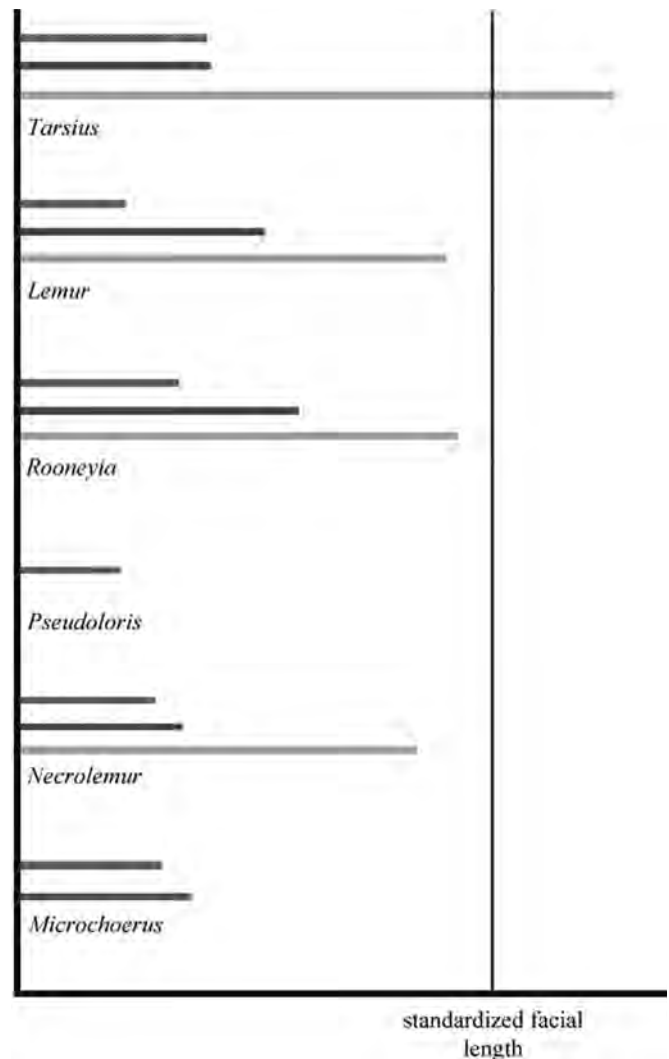 Tarsius
Lemur
Rooneyia
Pseudoloris
Necrolemur
Microchoerus
standardized facial
length